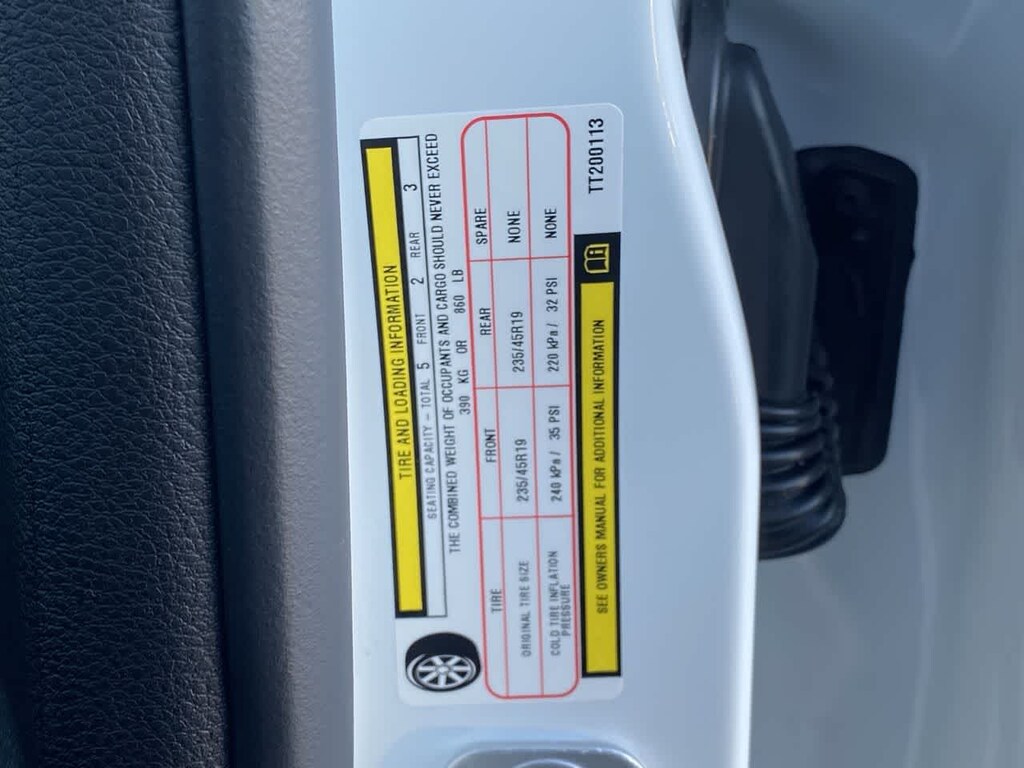 TIRE AND LOADING INFORMATION
SEATING CAPACITY – TOTAL 5 FRONT 2 REAR 3
THE COMBINED WEIGHT OF OCCUPANTS AND CARGO SHOULD NEVER EXCEED
390 KG OR 860 LB
TIRE FRONT REAR SPARE
ORIGINAL TIRE SIZE 235/45R19 235/45R19 NONE
COLD TIRE INFLATION PRESSURE 240 kPa/ 35 PSI 220 kPa/ 32 PSI NONE
SEE OWNERS MANUAL FOR ADDITIONAL INFORMATION
TT200113